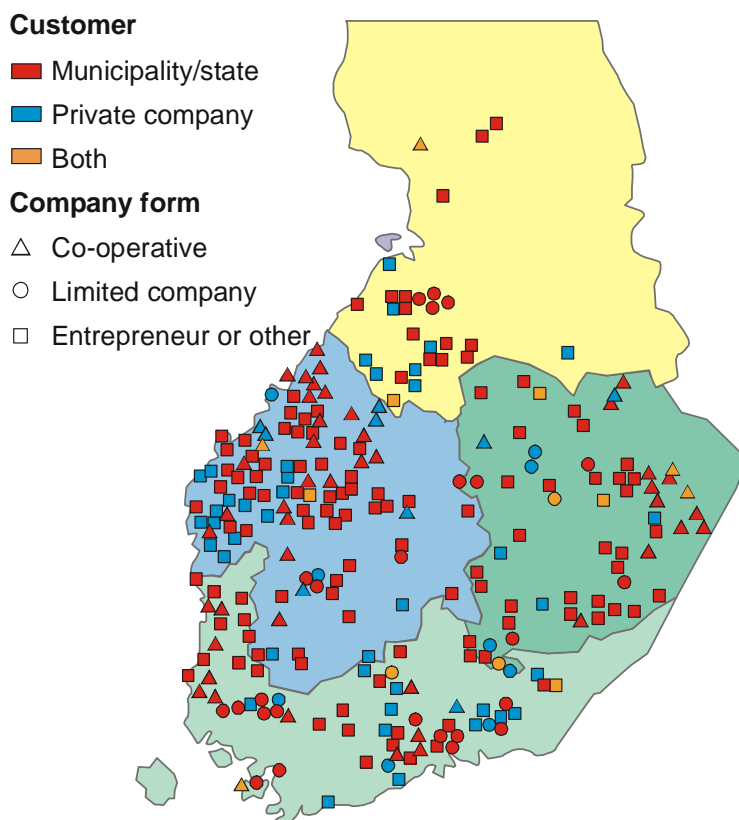 Customer
Municipality/state
Private company
Both
Company form
Co-operative
Limited company
Entrepreneur or other